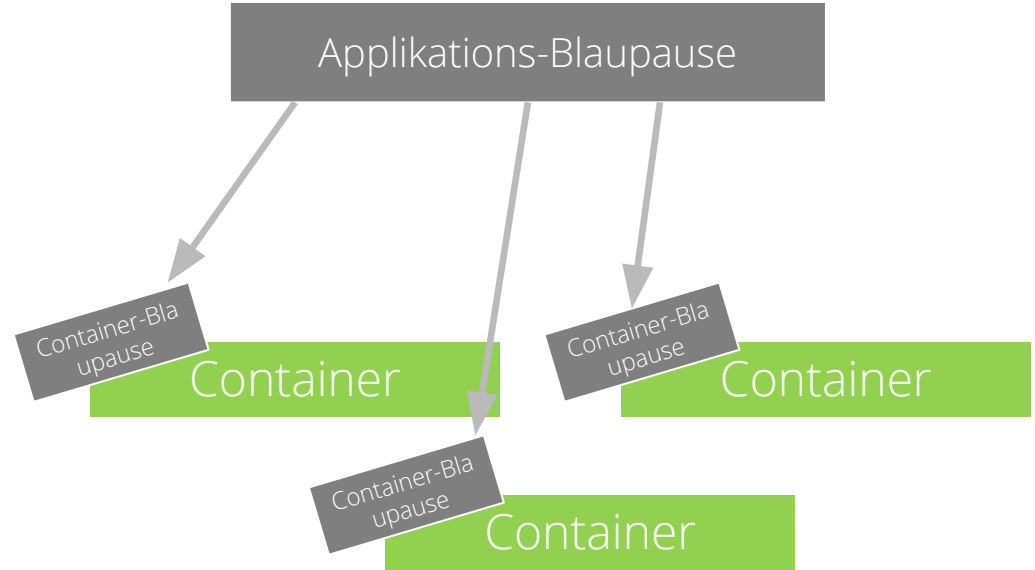 Applikations-Blaupause
Container-Bla
upause
Container
Container-Bla
upause
Container
Container-Bla
upause
Container